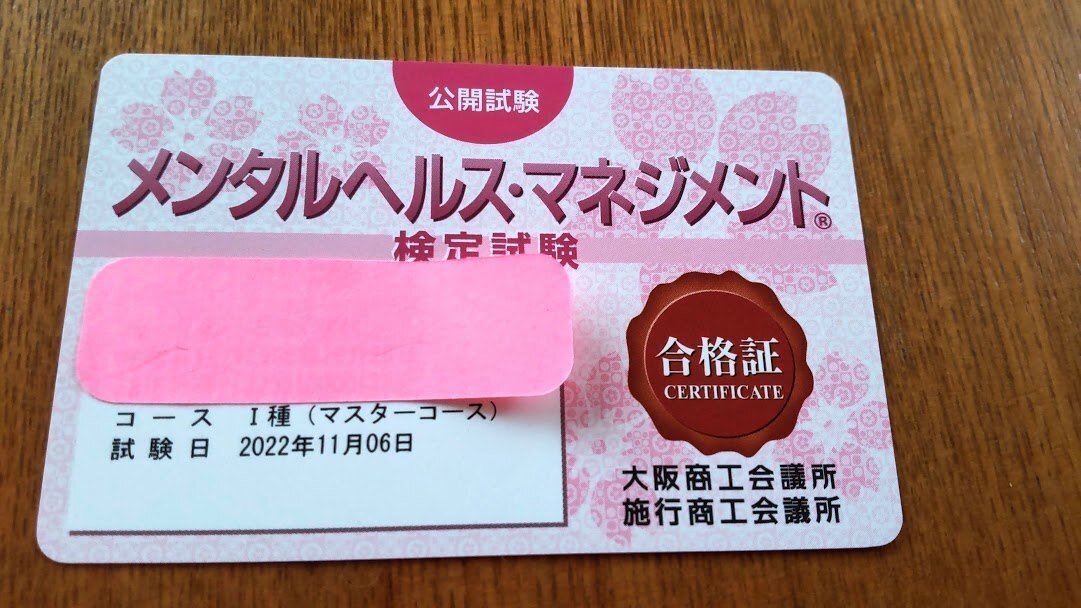 公開試験
メンタルヘルス・マネジメント®
検定試験
合格証
CERTIFICATE
コース Ⅰ種（マスターコース）
試験日 2022年11月06日
大阪商工会議所
施行商工会議所